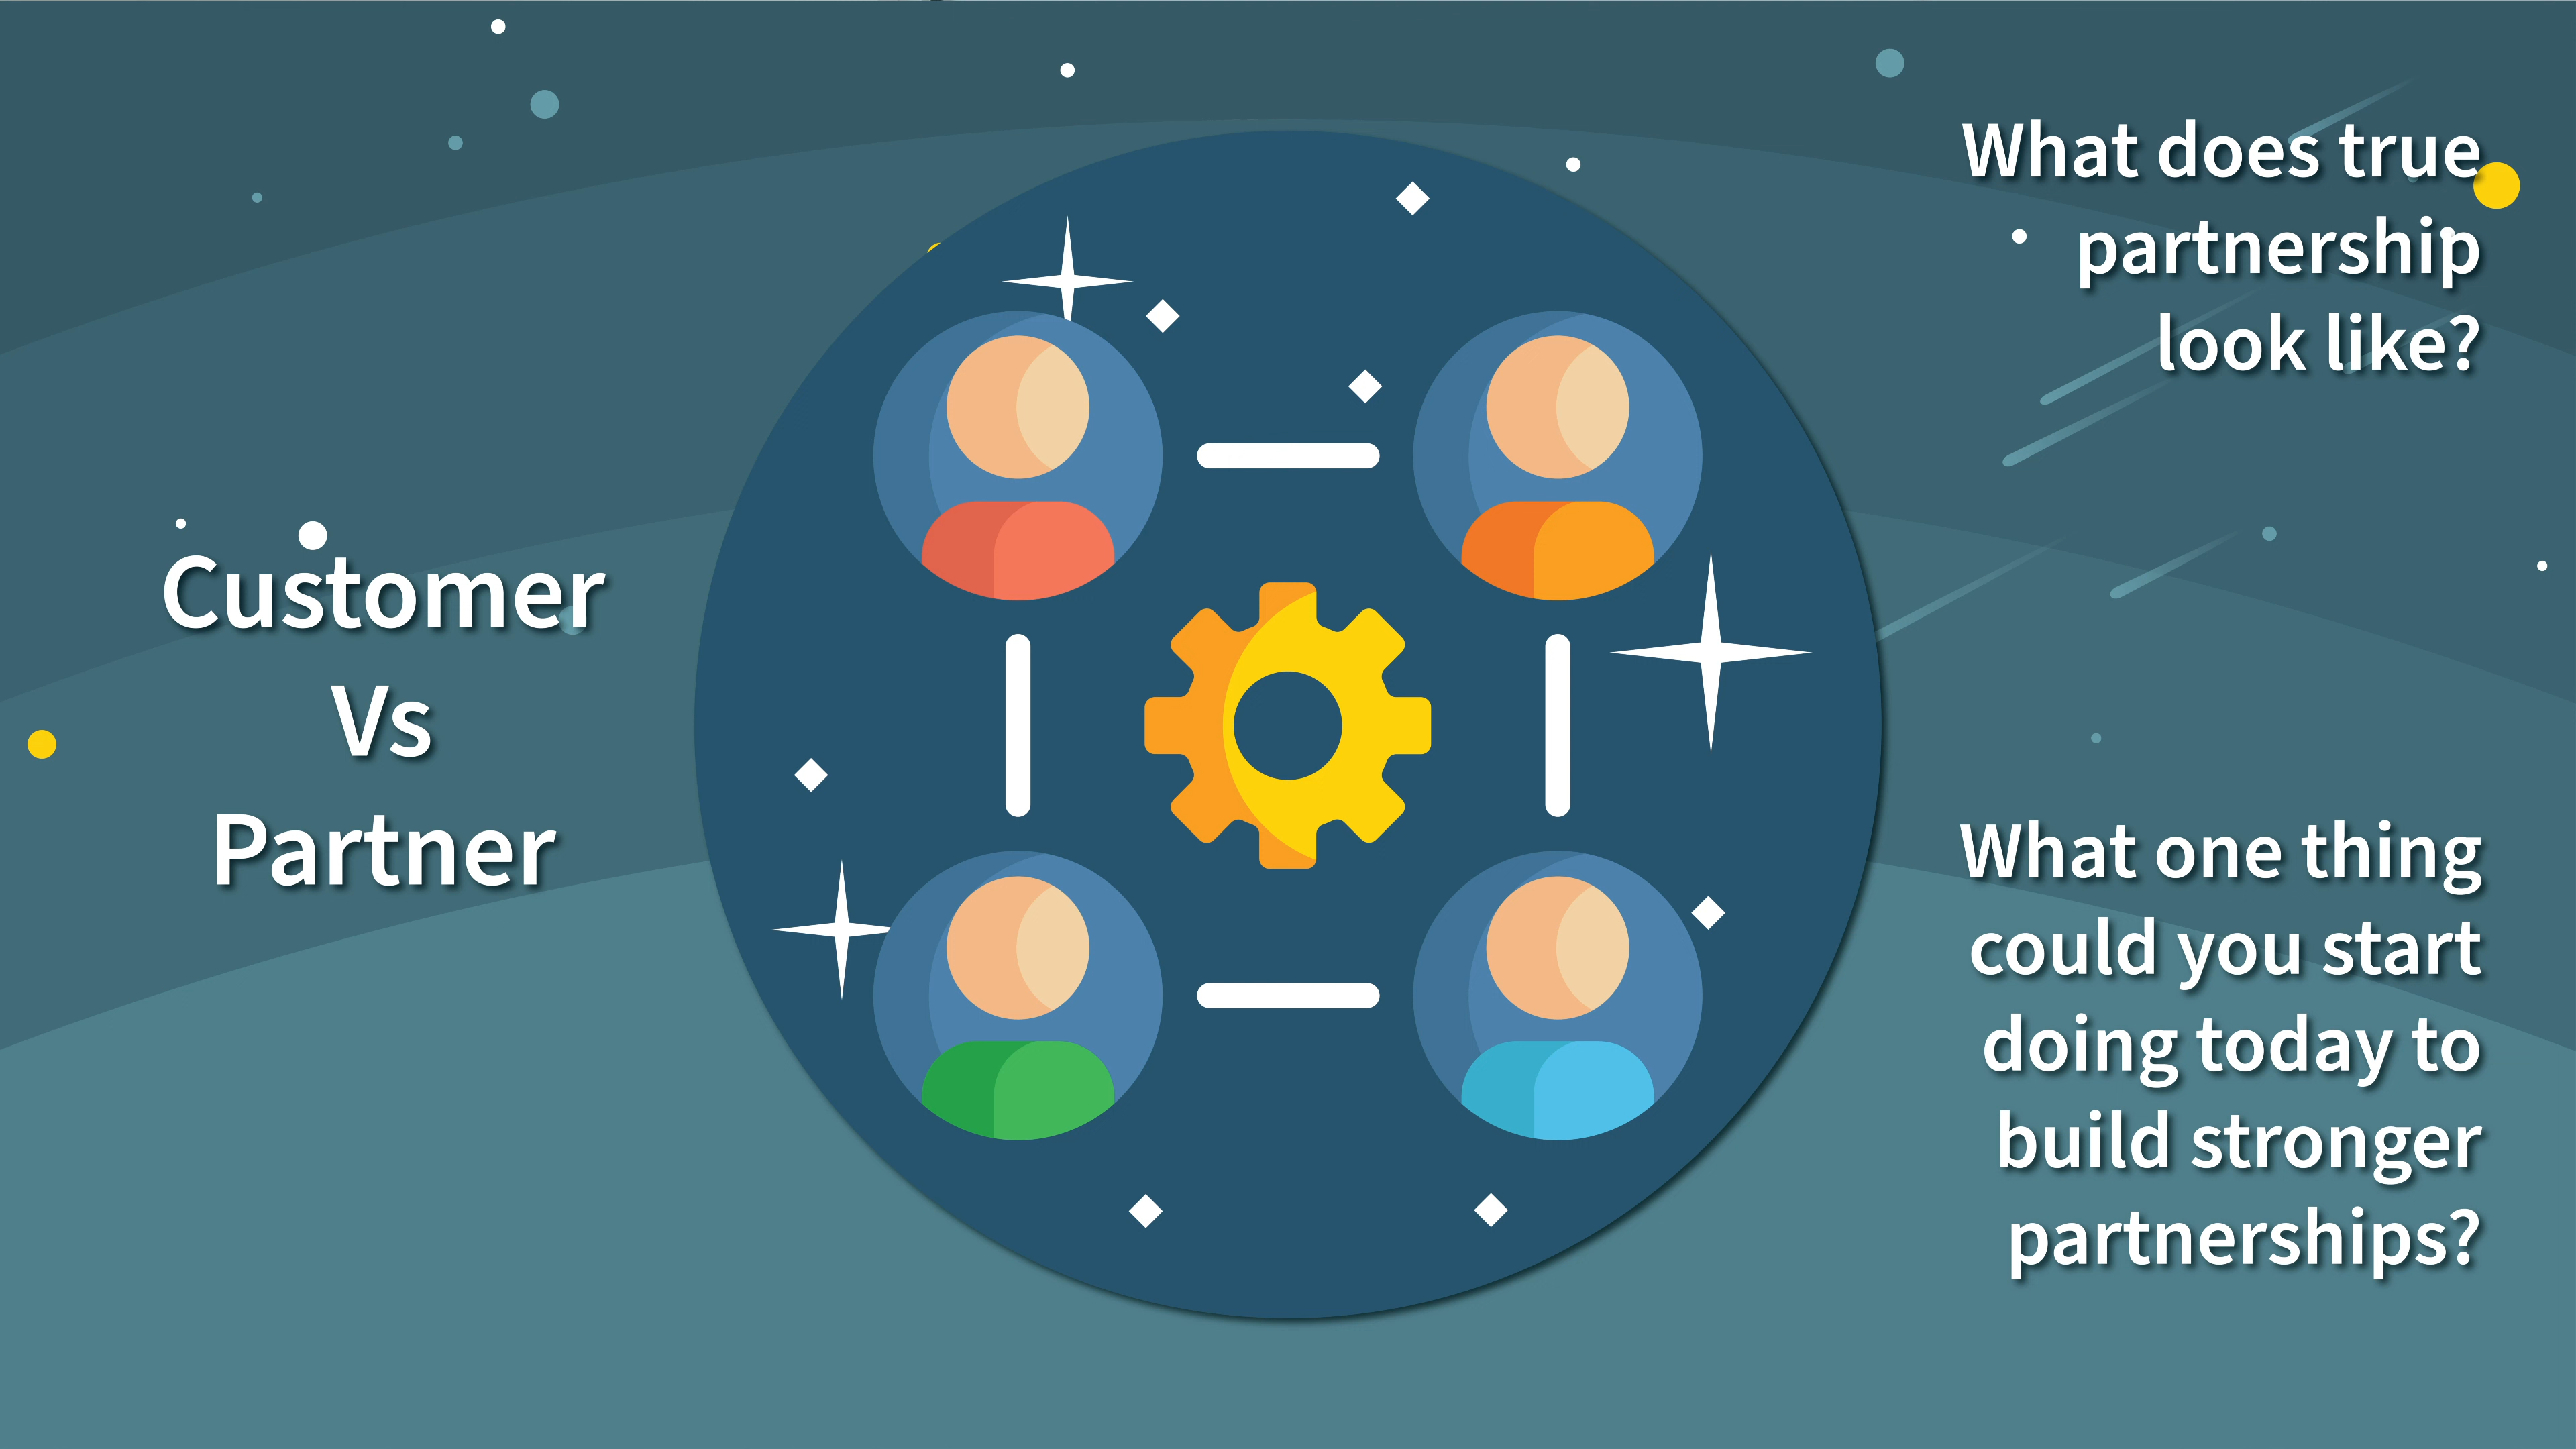 Customer
Vs
Partner
What does true
partnership
look like?
What one thing
could you start
doing today to
build stronger
partnerships?